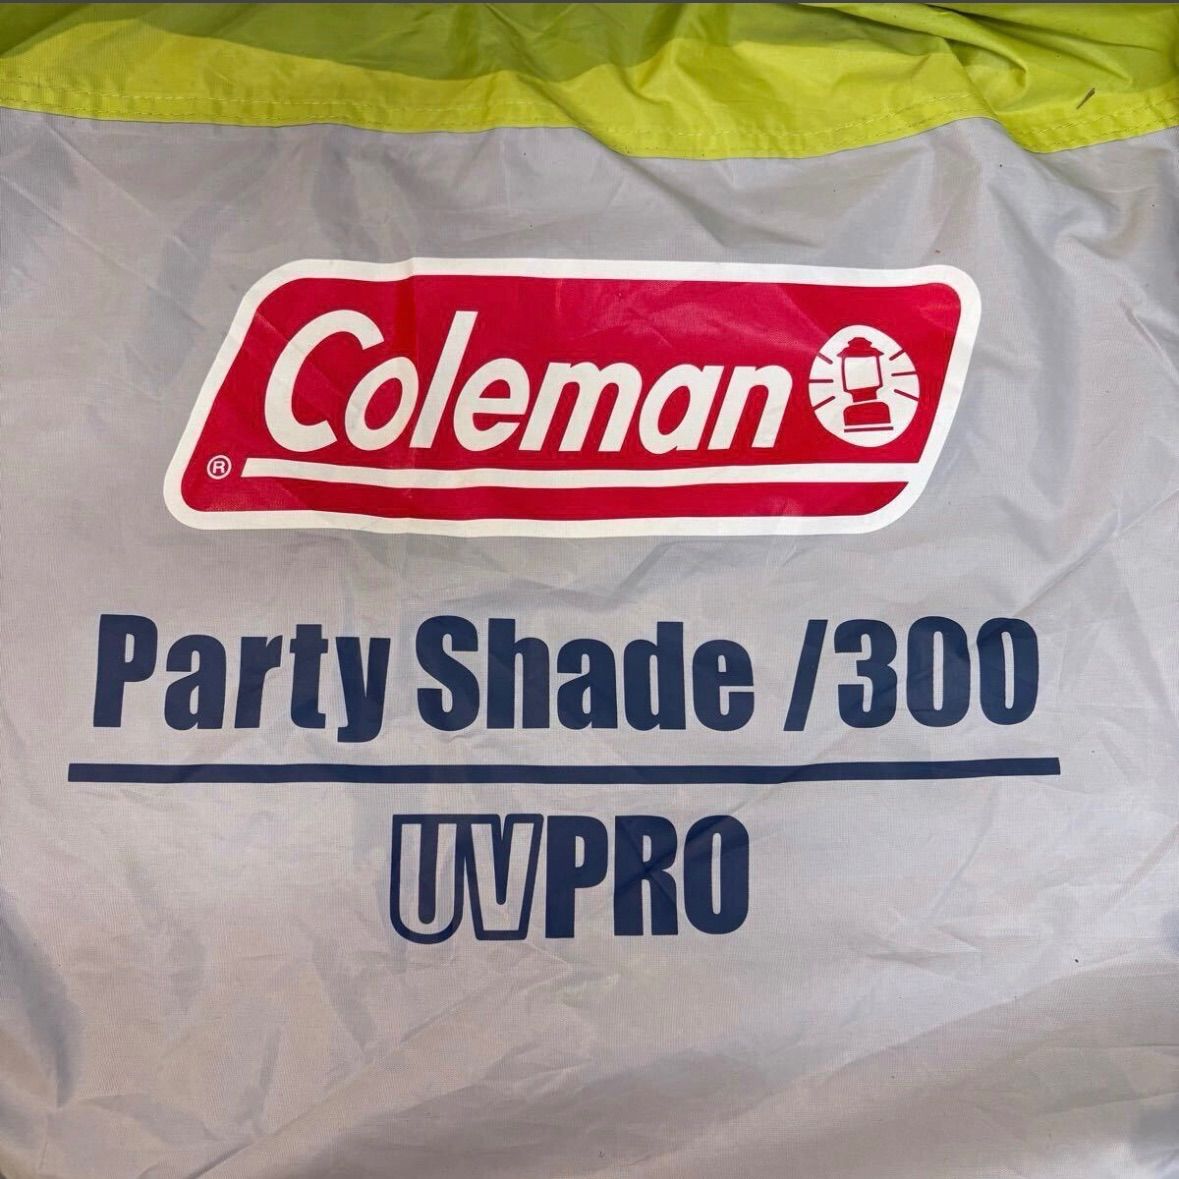 Coleman
®
Party Shade /300
UVPRO